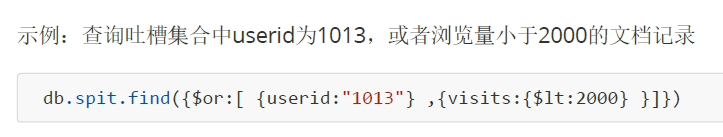 示例：查询吐槽集合中userid为1013，或者浏览量小于2000的文档记录
db.spit.find({$or:[ {userid:"1013"} ,{visits:{$lt:2000} }]})